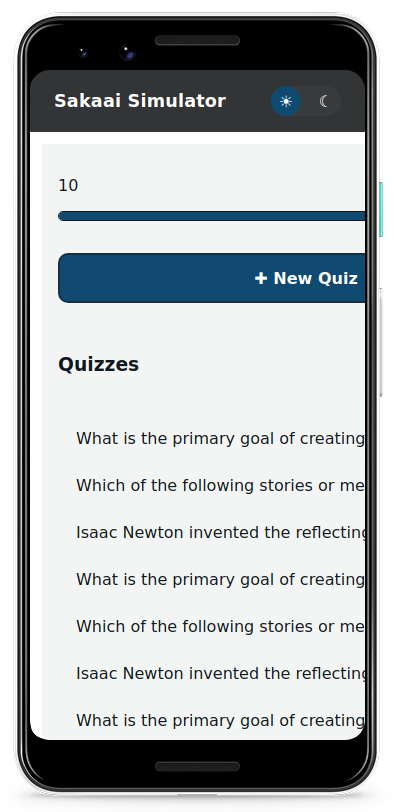 Sakaai Simulator
10
+ New Quiz
Quizzes
What is the primary goal of creating
Which of the following stories or me
Isaac Newton invented the reflecting
What is the primary goal of creating
Which of the following stories or me
Isaac Newton invented the reflecting
What is the primary goal of creating